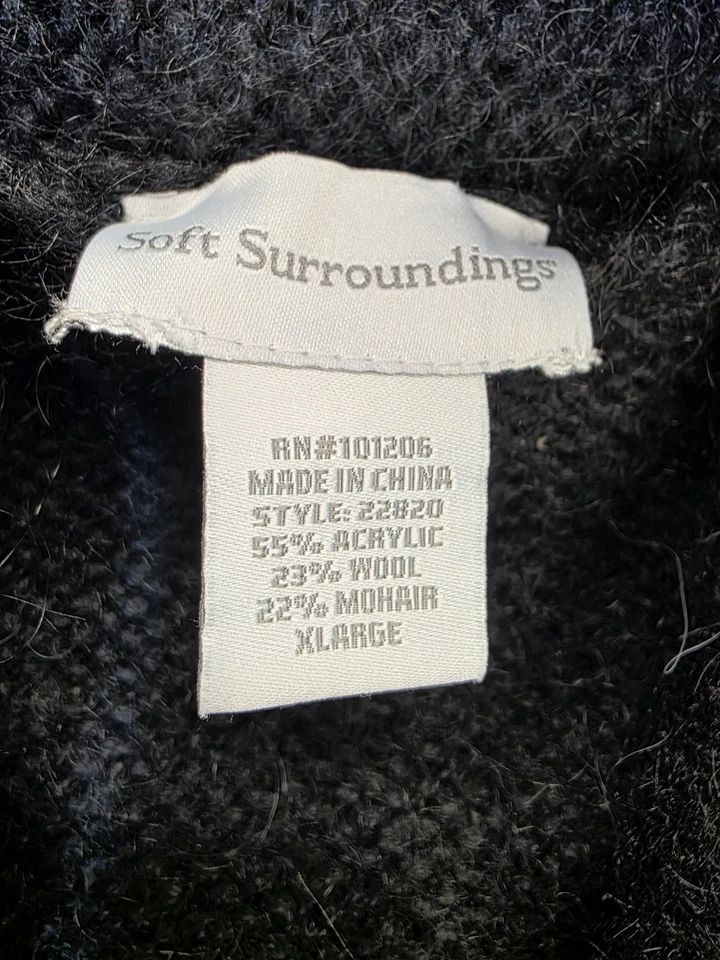 Soft Surroundings
RN#101206
MADE IN CHINA
STYLE: 22820
55% ACRYLIC
23% WOOL
22% MOHAIR
XLARGE